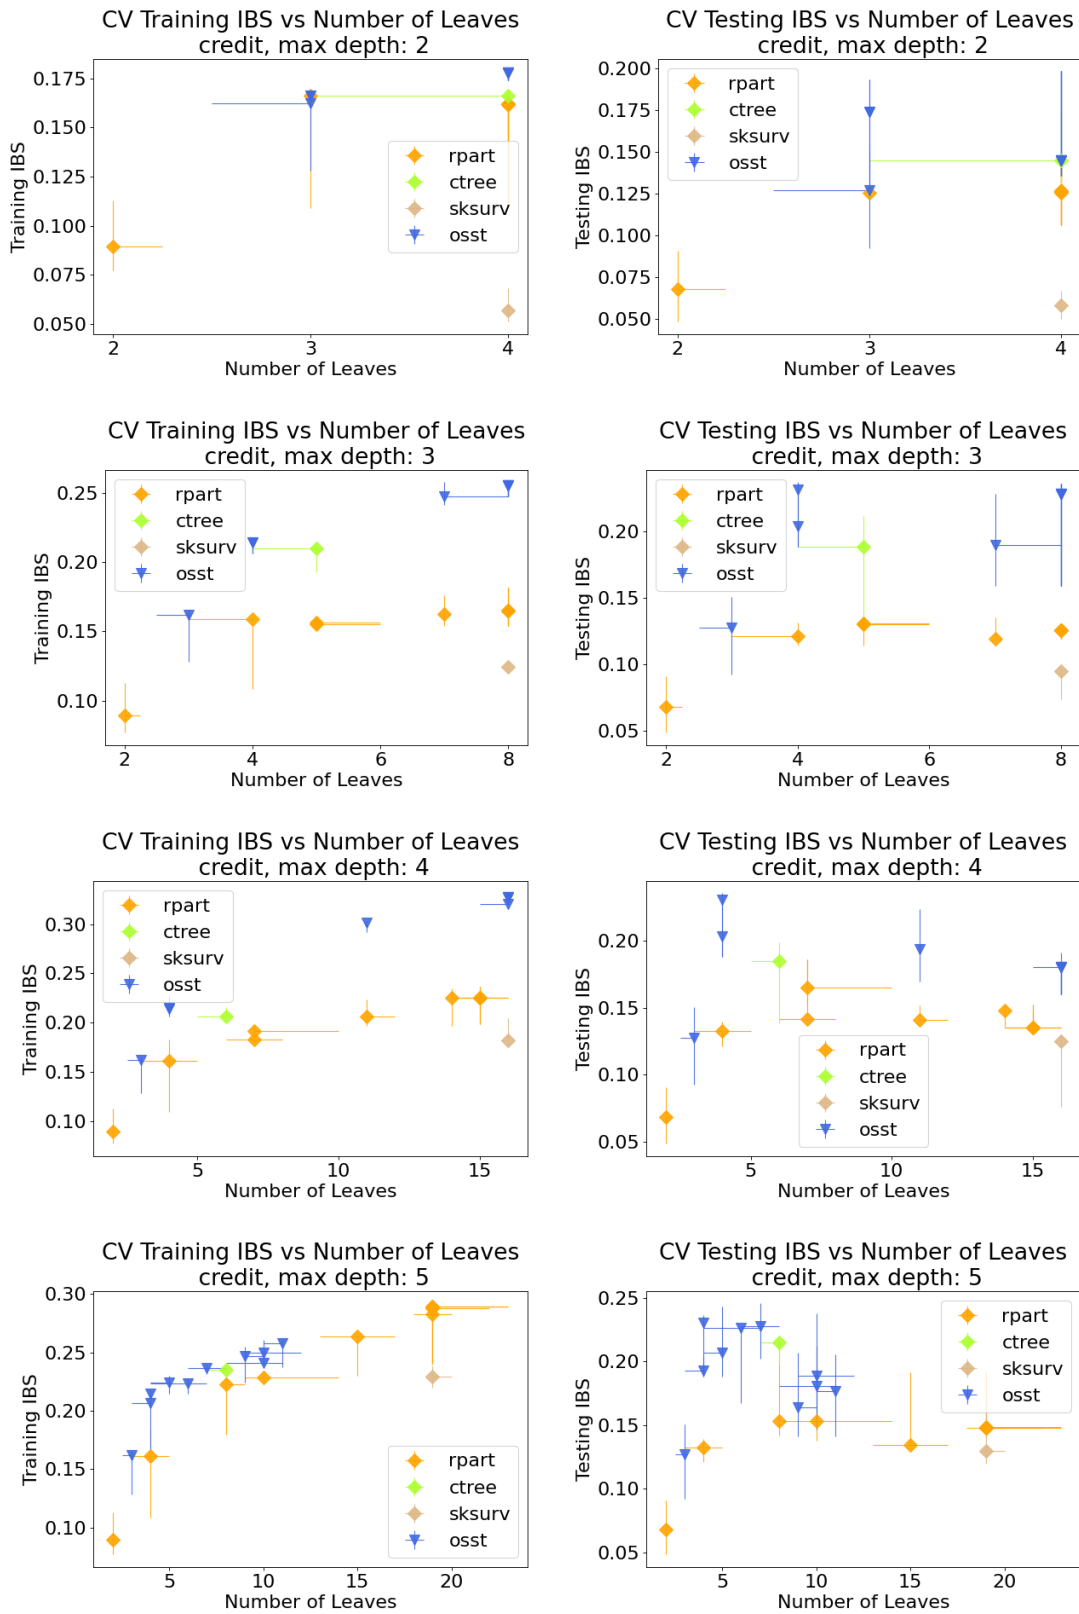 CV Training IBS vs Number of Leaves
credit, max depth: 2
Training IBS
0.175
0.150
0.125
0.100
0.075
0.050
rpart
ctree
sksurv
osst
2
3
4
Number of Leaves
CV Testing IBS vs Number of Leaves
credit, max depth: 2
Testing IBS
0.200
0.175
0.150
0.125
0.100
0.075
0.050
rpart
ctree
sksurv
osst
2
3
4
Number of Leaves
CV Training IBS vs Number of Leaves
credit, max depth: 3
Training IBS
0.25
0.20
0.15
0.10
rpart
ctree
sksurv
osst
2
4
6
8
Number of Leaves
CV Testing IBS vs Number of Leaves
credit, max depth: 3
Testing IBS
0.20
0.15
0.10
0.05
rpart
ctree
sksurv
osst
2
4
6
8
Number of Leaves
CV Training IBS vs Number of Leaves
credit, max depth: 4
Training IBS
0.30
0.25
0.20
0.15
0.10
rpart
ctree
sksurv
osst
5
10
15
Number of Leaves
CV Testing IBS vs Number of Leaves
credit, max depth: 4
Testing IBS
0.20
0.15
0.10
0.05
rpart
ctree
sksurv
osst
5
10
15
Number of Leaves
CV Training IBS vs Number of Leaves
credit, max depth: 5
Training IBS
0.30
0.25
0.20
0.15
0.10
rpart
ctree
sksurv
osst
5
10
15
20
Number of Leaves
CV Testing IBS vs Number of Leaves
credit, max depth: 5
Testing IBS
0.25
0.20
0.15
0.10
0.05
rpart
ctree
sksurv
osst
5
10
15
20
Number of Leaves